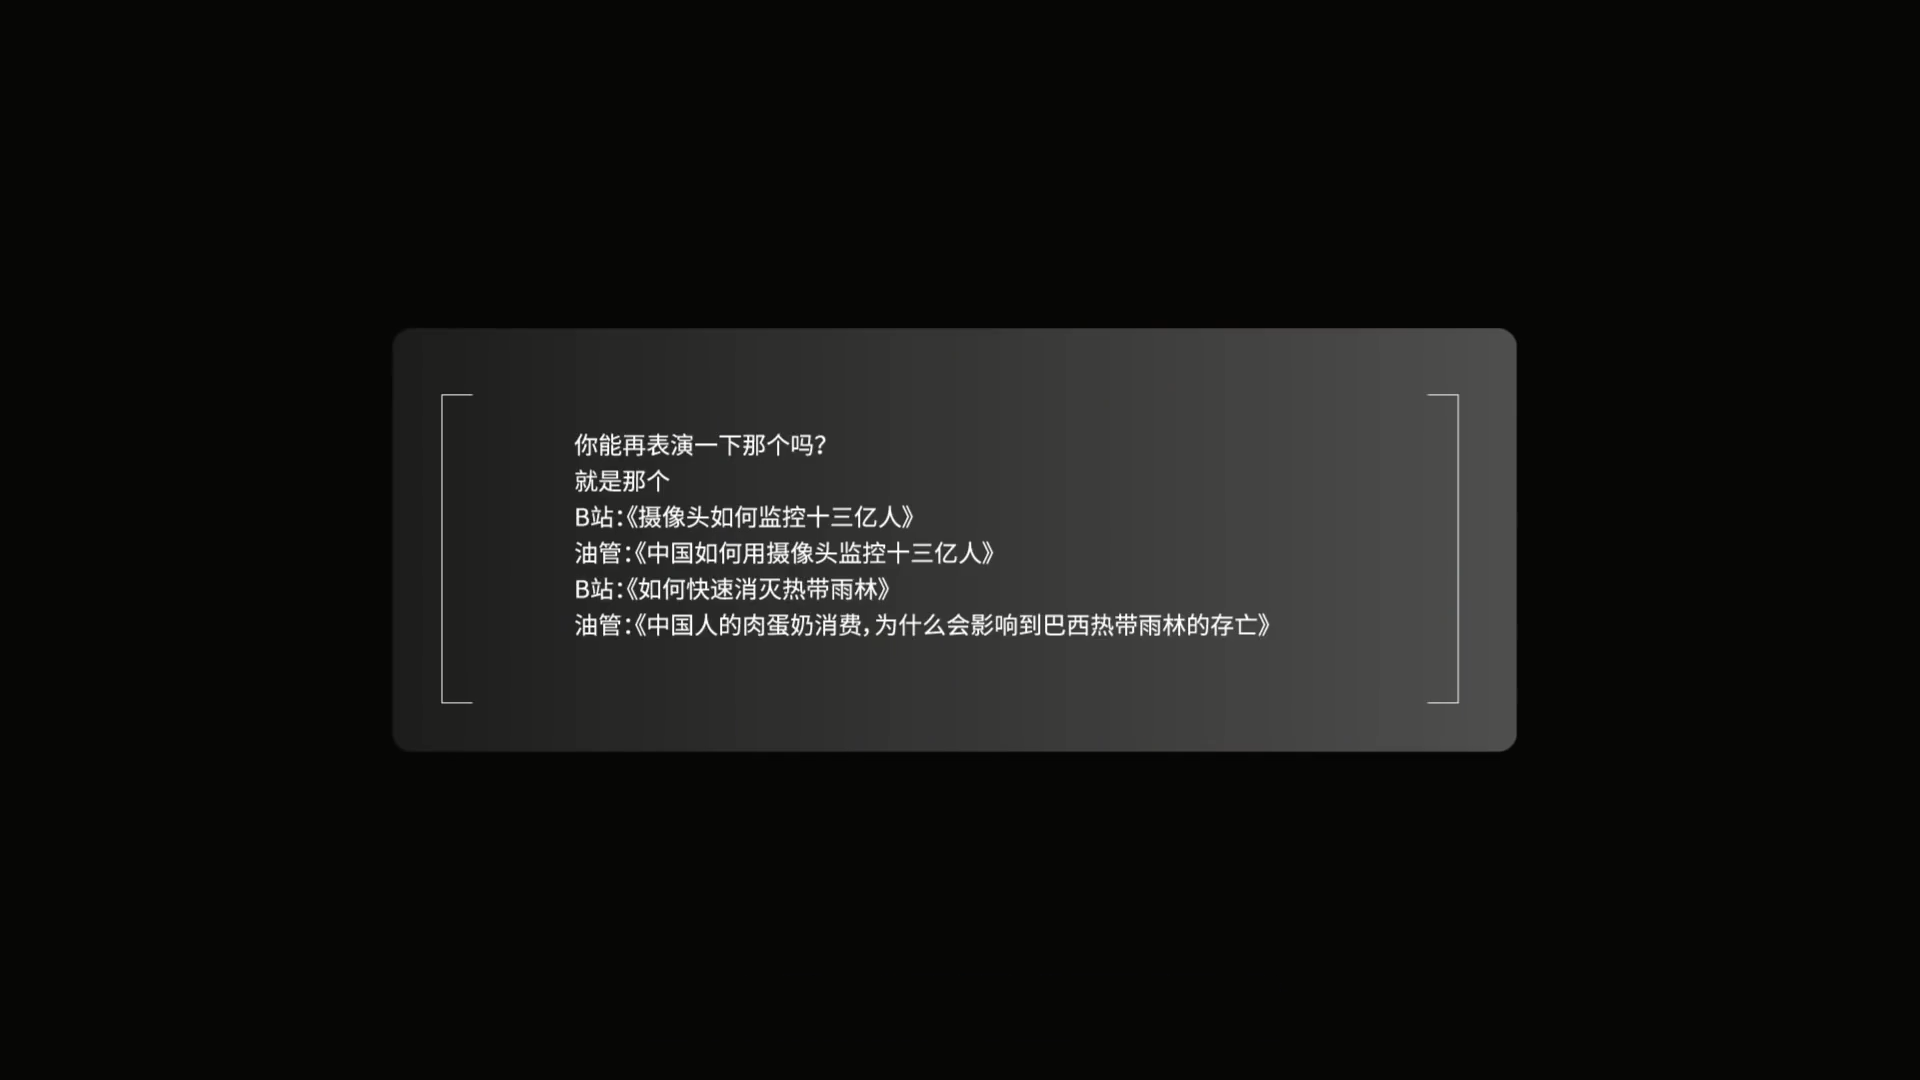 你能再表演一下那个吗？
就是那个
B站：《摄像头如何监控十三亿人》
油管：《中国如何用摄像头监控十三亿人》
B站：《如何快速消灭热带雨林》
油管：《中国人的肉蛋奶消费，为什么会影响到巴西热带雨林的存亡》